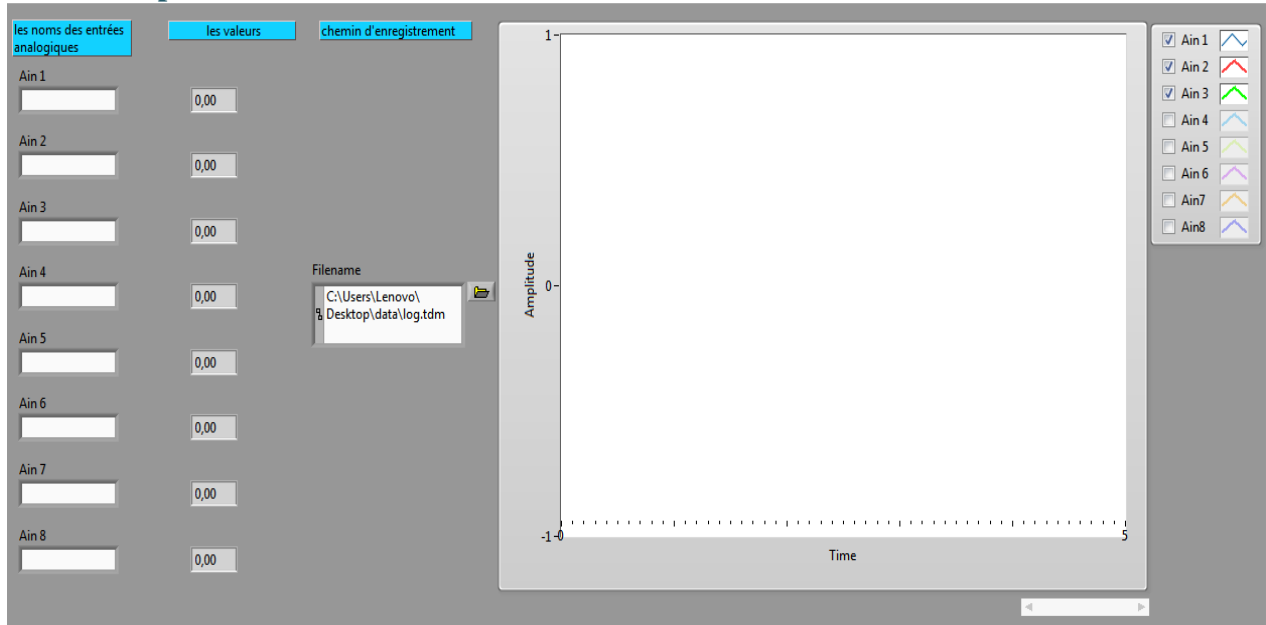 les noms des entrées
analogiques
les valeurs
chemin d'enregistrement
Ain 1
0,00
Ain 2
0,00
Ain 3
0,00
Ain 4
0,00
Ain 5
0,00
Ain 6
0,00
Ain 7
0,00
Ain 8
0,00
Filename
C:\Users\Lenovo\
Desktop\data\log.tdm
Amplitude
1
0
-1
0
5
Time
Ain 1
Ain 2
Ain 3
Ain 4
Ain 5
Ain 6
Ain7
Ain8